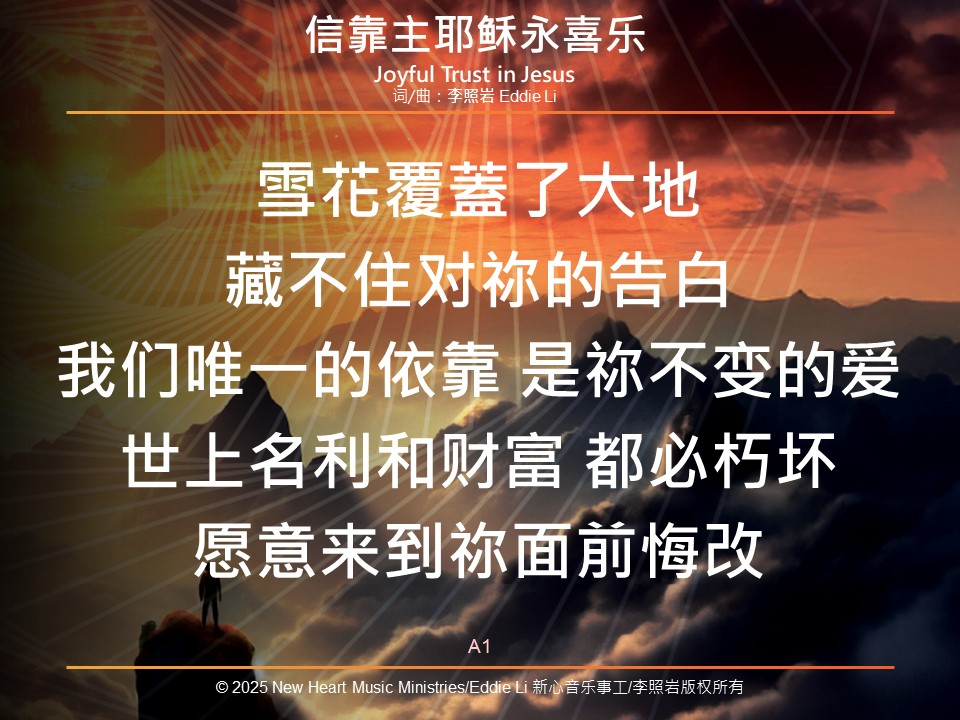 信靠主耶稣永喜乐
Joyful Trust in Jesus
词/曲：李照岩 Eddie Li
雪花覆蓋了大地
藏不住对祢的告白
我们唯一的依靠 是祢不变的爱
世上名利和财富 都必朽坏
愿意来到祢面前悔改
A1
© 2025 New Heart Music Ministries/Eddie Li 新心音乐事工/李照岩版权所有